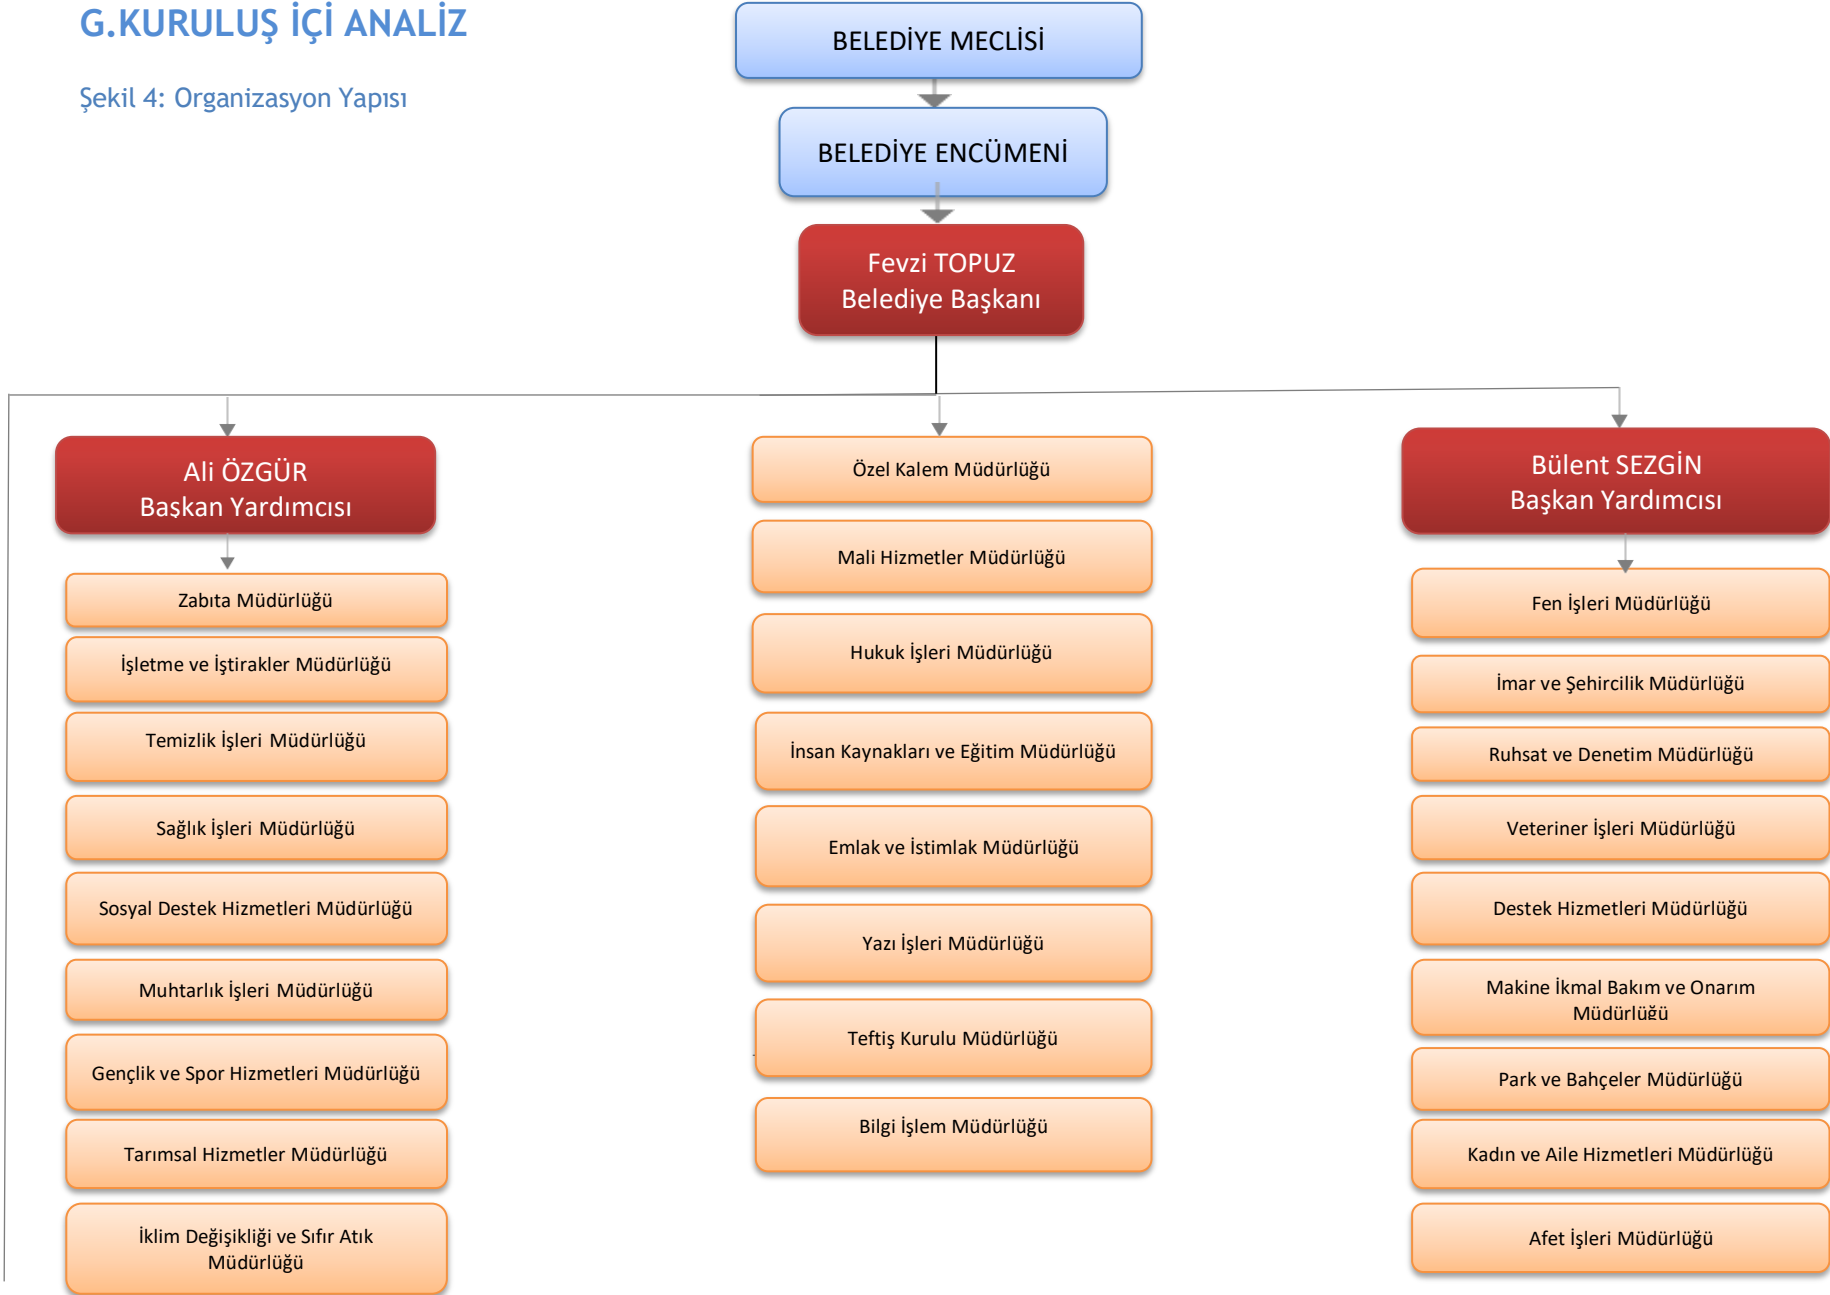 G.KURULUŞ İÇİ ANALİZ
Şekil 4: Organizasyon Yapısı
BELEDİYE MECLİSİ
BELEDİYE ENCÜMENİ
Fevzi TOPUZ
Belediye Başkanı
Ali ÖZGÜR
Başkan Yardımcısı
Zabıta Müdürlüğü
İşletme ve İştirakler Müdürlüğü
Temizlik İşleri Müdürlüğü
Sağlık İşleri Müdürlüğü
Sosyal Destek Hizmetleri Müdürlüğü
Muhtarlık İşleri Müdürlüğü
Gençlik ve Spor Hizmetleri Müdürlüğü
Tarımsal Hizmetler Müdürlüğü
İklim Değişikliği ve Sıfır Atık
Müdürlüğü
Özel Kalem Müdürlüğü
Mali Hizmetler Müdürlüğü
Hukuk İşleri Müdürlüğü
İnsan Kaynakları ve Eğitim Müdürlüğü
Emlak ve İstimlak Müdürlüğü
Yazı İşleri Müdürlüğü
Teftiş Kurulu Müdürlüğü
Bilgi İşlem Müdürlüğü
Bülent SEZGİN
Başkan Yardımcısı
Fen İşleri Müdürlüğü
İmar ve Şehircilik Müdürlüğü
Ruhsat ve Denetim Müdürlüğü
Veteriner İşleri Müdürlüğü
Destek Hizmetleri Müdürlüğü
Makine İkmal Bakım ve Onarım
Müdürlüğü
Park ve Bahçeler Müdürlüğü
Kadın ve Aile Hizmetleri Müdürlüğü
Afet İşleri Müdürlüğü